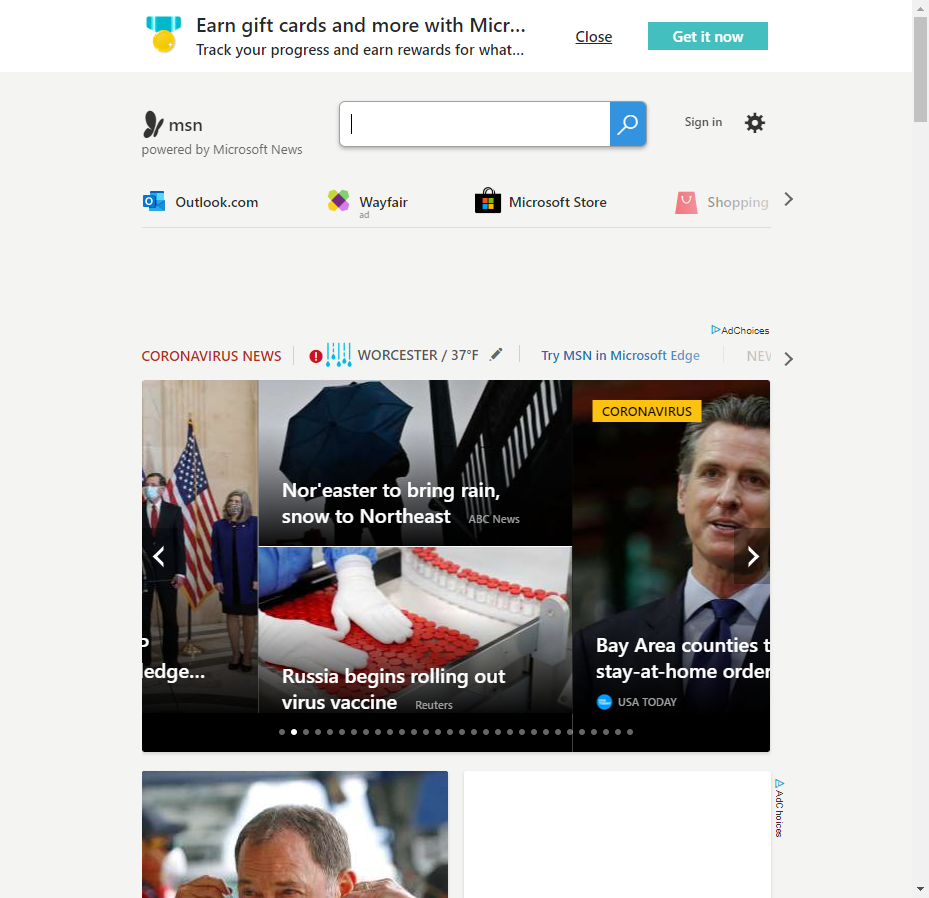 Earn gift cards and more with Micr...
Track your progress and earn rewards for what...
Close
Get it now
msn
powered by Microsoft News
Sign in
Outlook.com
Wayfair
ad
Microsoft Store
Shopping
AdChoices
CORONAVIRUS NEWS
WORCESTER / 37°F
Try MSN in Microsoft Edge
NEW
P
ledge...
Nor'easter to bring rain,
snow to Northeast ABC News
Russia begins rolling out
virus vaccine Reuters
CORONAVIRUS
Bay Area counties t
stay-at-home order
USA TODAY
AdChoices